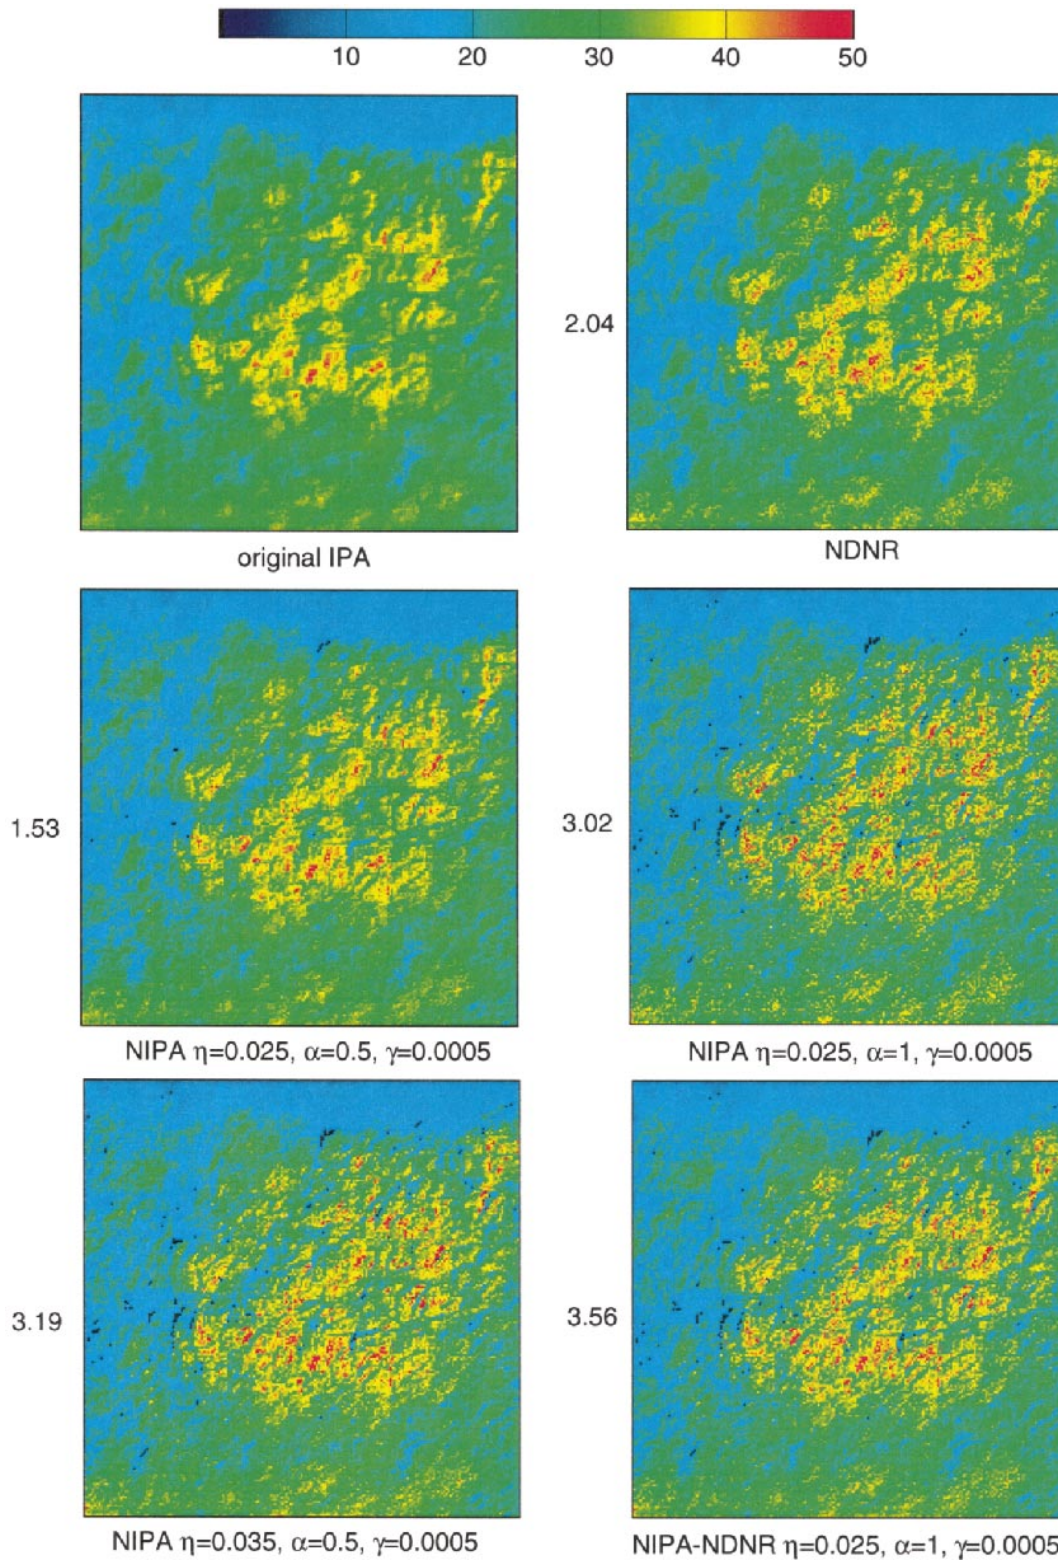 10 20 30 40 50
original IPA
2.04
NDNR
1.53
NIPA η=0.025, α=0.5, γ=0.0005
3.02
NIPA η=0.025, α=1, γ=0.0005
3.19
NIPA η=0.035, α=0.5, γ=0.0005
3.56
NIPA-NDNR η=0.025, α=1, γ=0.0005